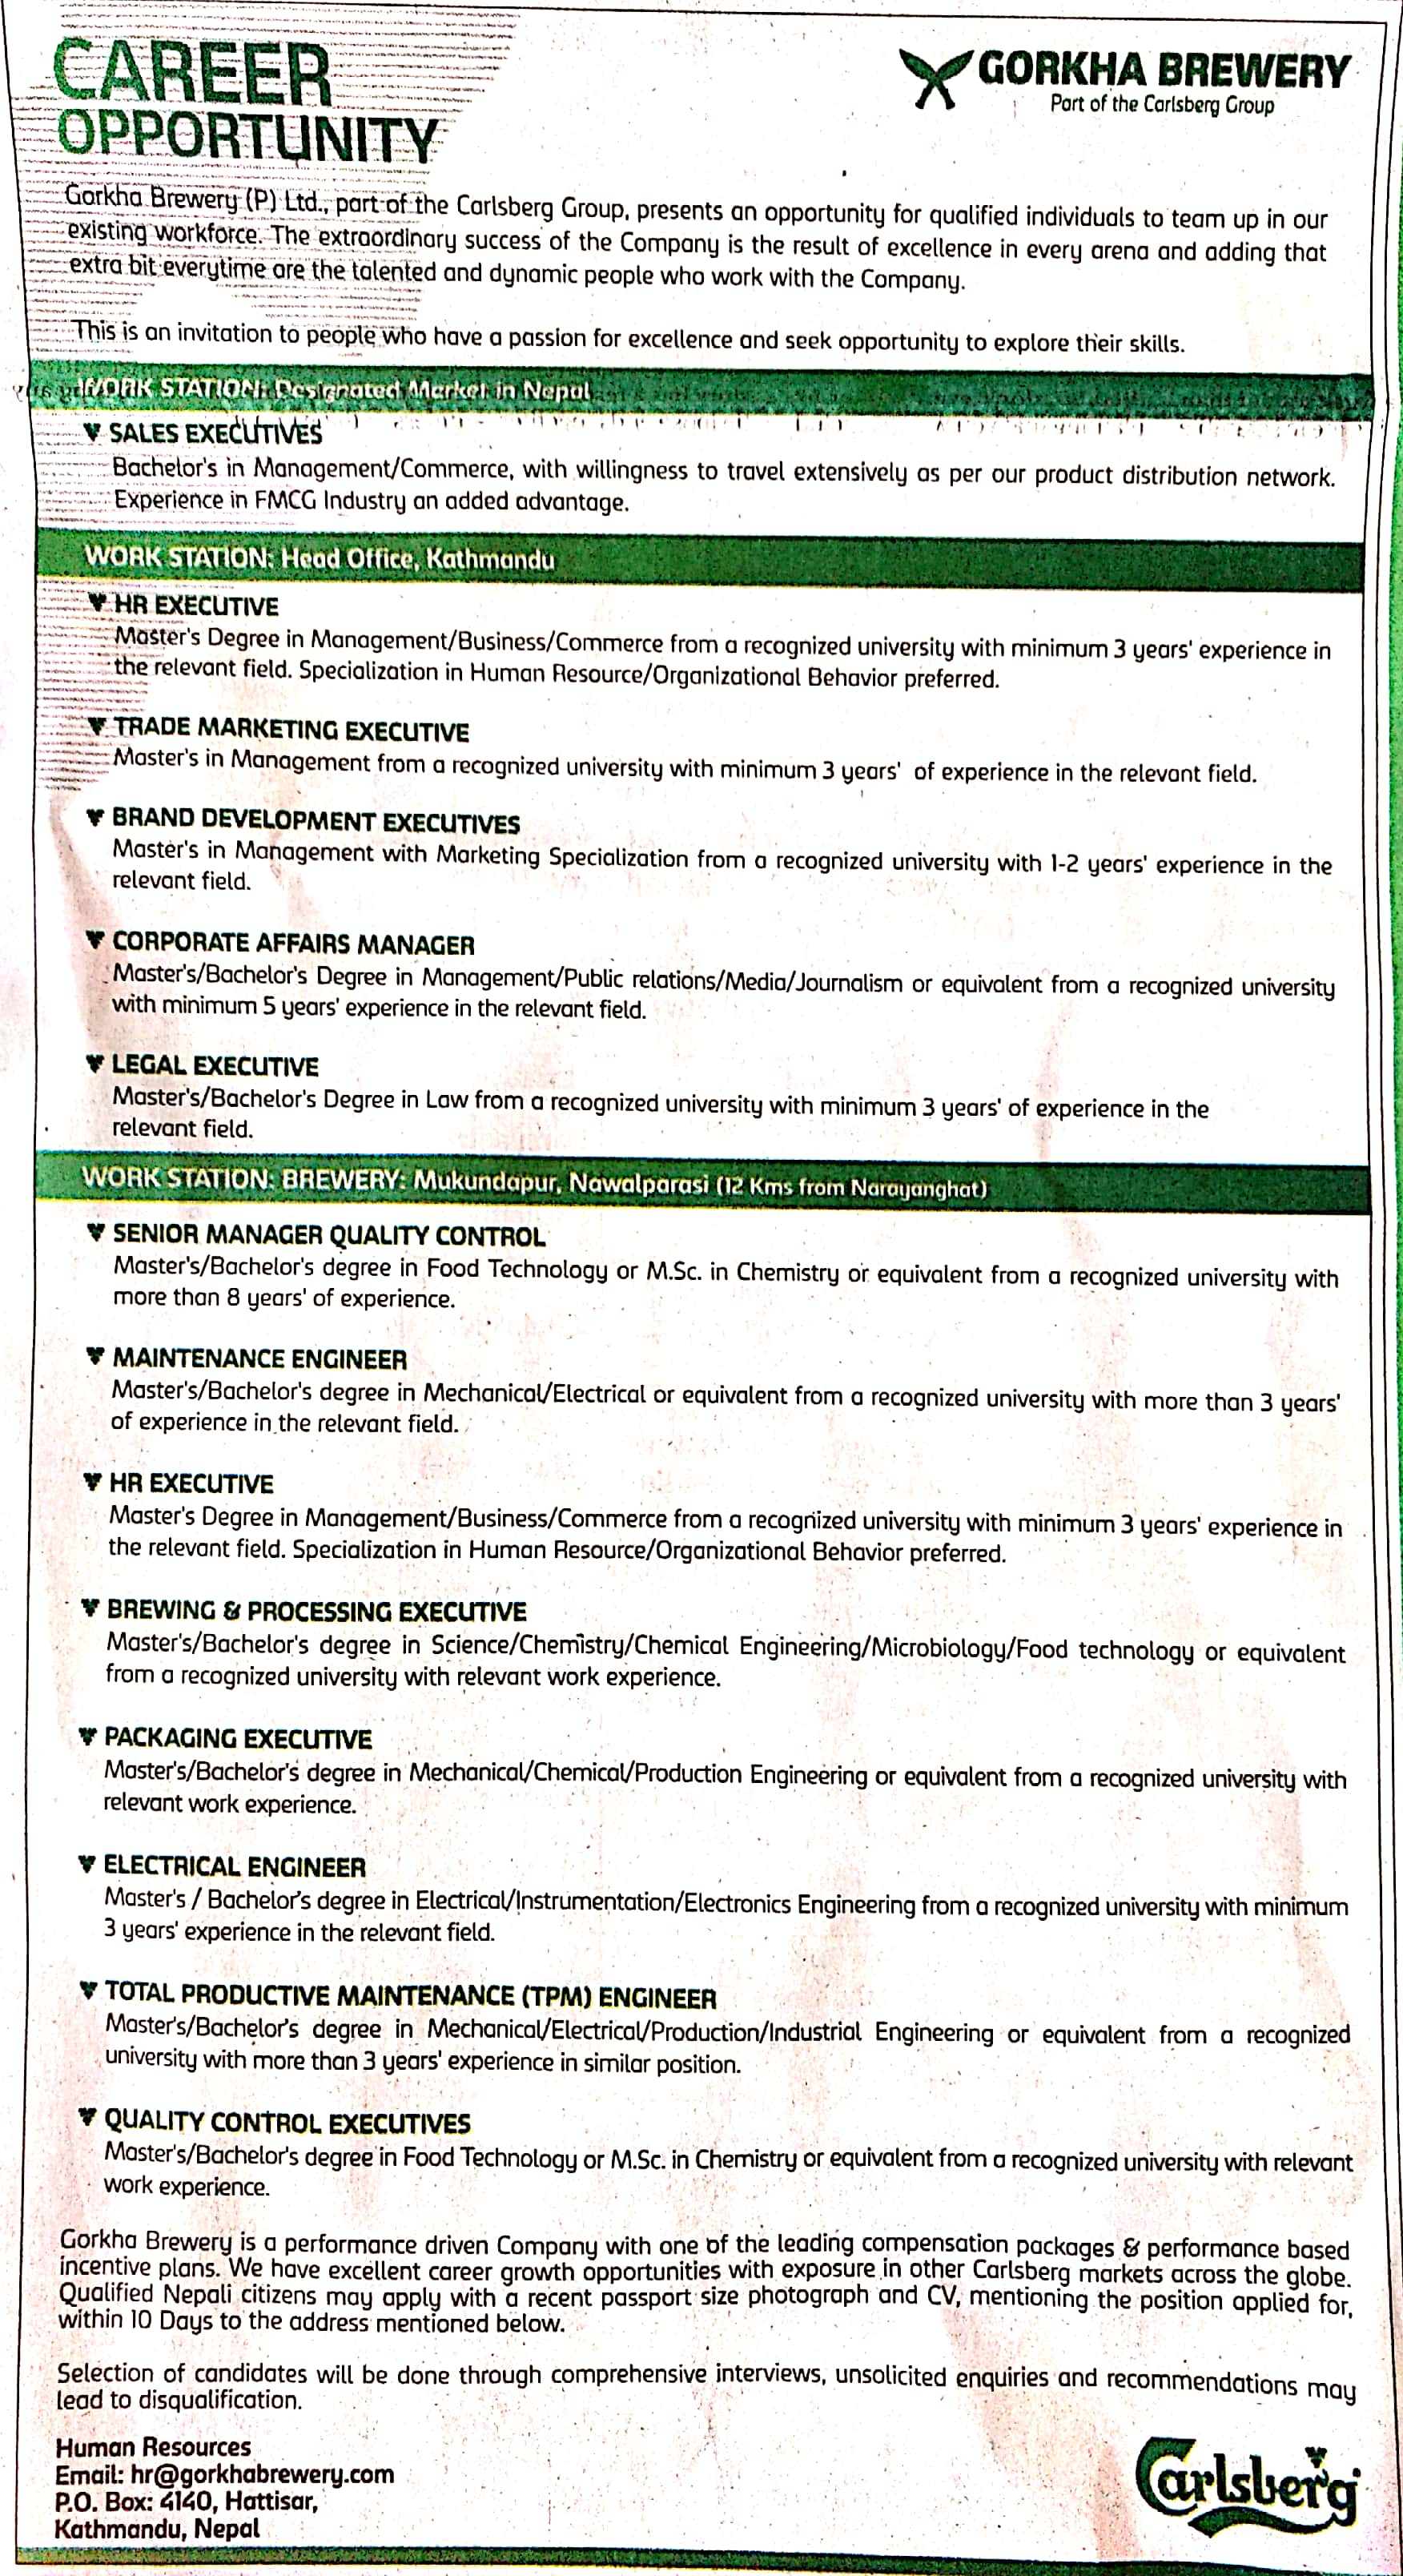 CAREER
OPPORTUNITY
GORKHA BREWERY
Part of the Carlsberg Group
Gorkha Brewery (P) Ltd., part of the Carlsberg Group, presents an opportunity for qualified individuals to team up in our
existing workforce. The extraordinary success of the Company is the result of excellence in every arena and adding that
extra bit everytime are the talented and dynamic people who work with the Company.
This is an invitation to people who have a passion for excellence and seek opportunity to explore their skills.
WORK STATION: Designated Market in Nepal
SALES EXECUTIVES
Bachelor's in Management/Commerce, with willingness to travel extensively as per our product distribution network.
Experience in FMCG Industry an added advantage.
WORK STATION: Head Office, Kathmandu
HR EXECUTIVE
Master's Degree in Management/Business/Commerce from a recognized university with minimum 3 years' experience in
the relevant field. Specialization in Human Resource/Organizational Behavior preferred.
TRADE MARKETING EXECUTIVE
Master's in Management from a recognized university with minimum 3 years' of experience in the relevant field.
BRAND DEVELOPMENT EXECUTIVES
Master's in Management with Marketing Specialization from a recognized university with 1-2 years' experience in the
relevant field.
CORPORATE AFFAIRS MANAGER
Master's/Bachelor's Degree in Management/Public relations/Media/Journalism or equivalent from a recognized university
with minimum 5 years' experience in the relevant field.
LEGAL EXECUTIVE
Master's/Bachelor's Degree in Law from a recognized university with minimum 3 years' of experience in the
relevant field.
WORK STATION: BREWERY: Mukundapur, Nawalparasi (12 Kms from Narayanghat)
SENIOR MANAGER QUALITY CONTROL
Master's/Bachelor's degree in Food Technology or M.Sc. in Chemistry or equivalent from a recognized university with
more than 8 years' of experience.
MAINTENANCE ENGINEER
Master's/Bachelor's degree in Mechanical/Electrical or equivalent from a recognized university with more than 3 years'
of experience in the relevant field.
HR EXECUTIVE
Master's Degree in Management/Business/Commerce from a recognized university with minimum 3 years' experience in
the relevant field. Specialization in Human Resource/Organizational Behavior preferred.
BREWING & PROCESSING EXECUTIVE
Master's/Bachelor's degree in Science/Chemistry/Chemical Engineering/Microbiology/Food technology or equivalent
from a recognized university with relevant work experience.
PACKAGING EXECUTIVE
Master's/Bachelor's degree in Mechanical/Chemical/Production Engineering or equivalent from a recognized university with
relevant work experience.
ELECTRICAL ENGINEER
Master's / Bachelor's degree in Electrical/Instrumentation/Electronics Engineering from a recognized university with minimum
3 years' experience in the relevant field.
TOTAL PRODUCTIVE MAINTENANCE (TPM) ENGINEER
Master's/Bachelor's degree in Mechanical/Electrical/Production/Industrial Engineering or equivalent from a recognized
university with more than 3 years' experience in similar position.
QUALITY CONTROL EXECUTIVES
Master's/Bachelor's degree in Food Technology or M.Sc. in Chemistry or equivalent from a recognized university with relevant
work experience.
Gorkha Brewery is a performance driven Company with one of the leading compensation packages & performance based
incentive plans. We have excellent career growth opportunities with exposure in other Carlsberg markets across the globe.
Qualified Nepali citizens may apply with a recent passport size photograph and CV, mentioning the position applied for,
within 10 Days to the address mentioned below.
Selection of candidates will be done through comprehensive interviews, unsolicited enquiries and recommendations may
lead to disqualification.
Human Resources
Email: hr@gorkhabrewery.com
P.O. Box: 4140, Hattisar,
Kathmandu, Nepal
Carlsberg